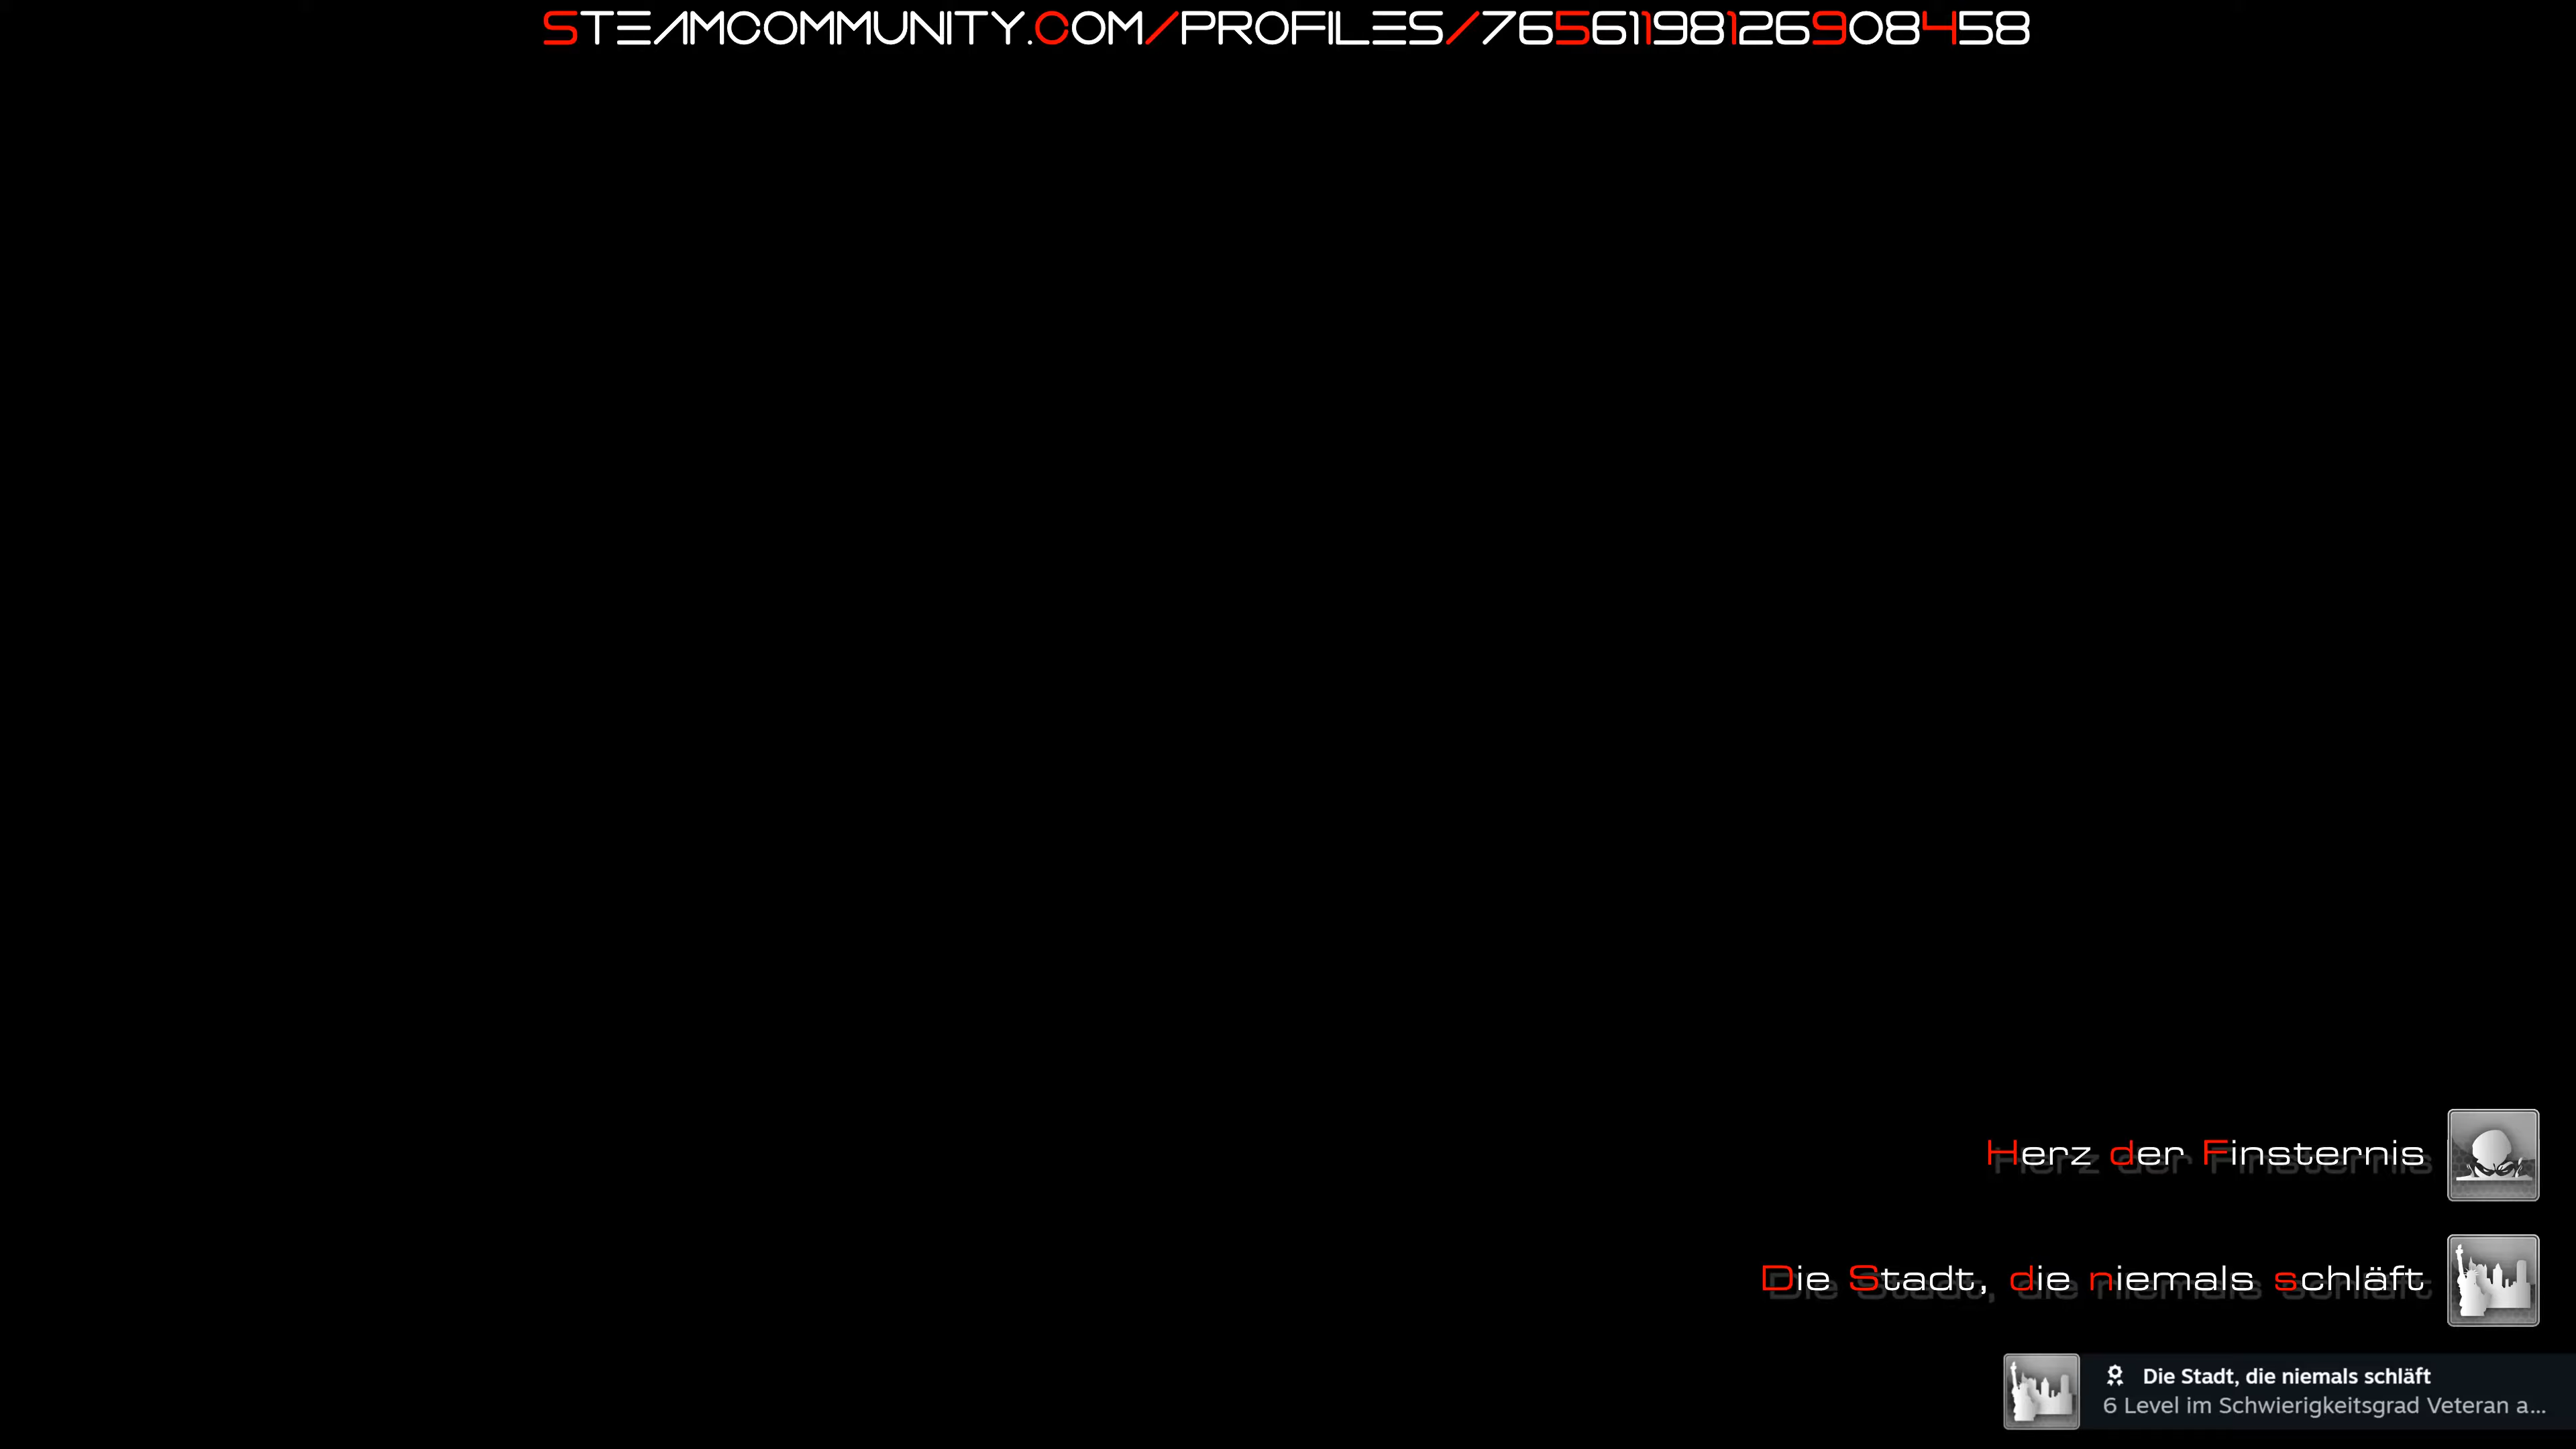 STEAMCOMMUNITY.COM/PROFILES/76561198126908458
Herz der Finsternis
Die Stadt, die niemals schläft
Die Stadt, die niemals schläft
6 Level im Schwierigkeitsgrad Veteran a...